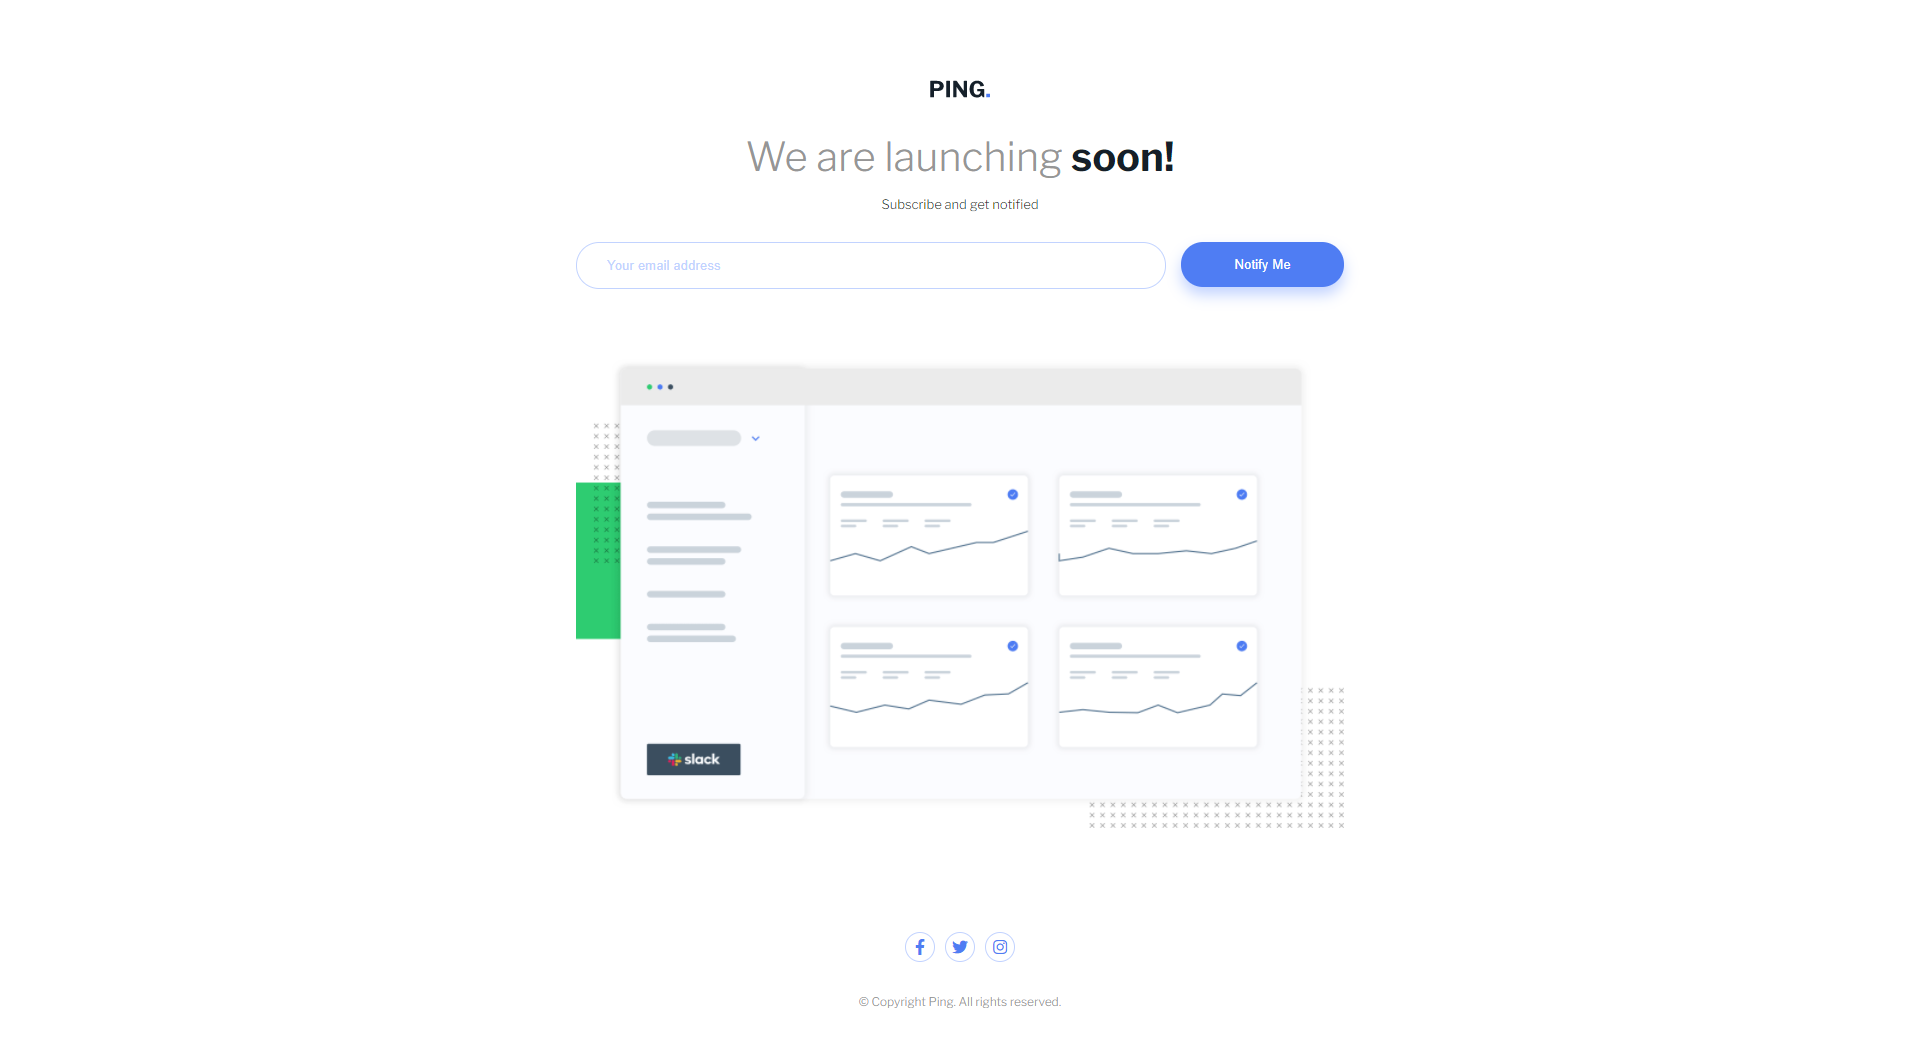 PING.
We are launching soon!
Subscribe and get notified
Your email address
Notify Me
slack
© Copyright Ping. All rights reserved.